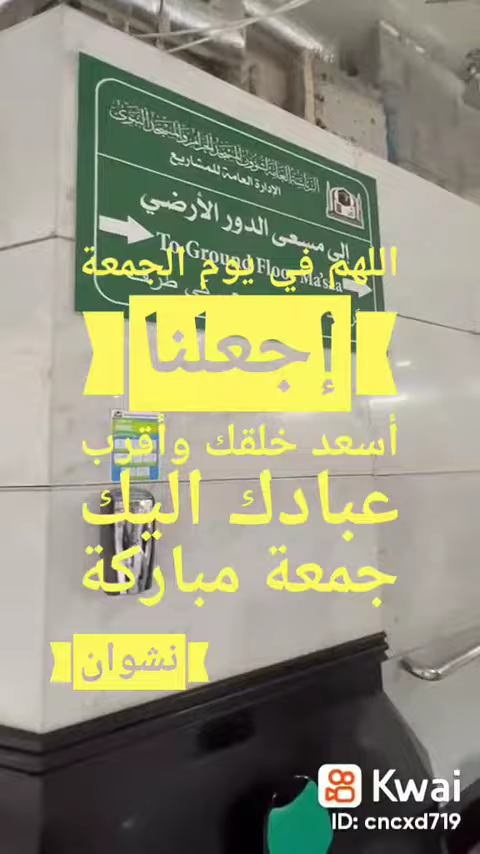 الرئاسة العامة لشؤون المسجد الحرام والمسجد النبوي
الإدارة العامة للمشاريع
إلى مسعى الدور الأرضي
To Ground Floor Ma'saa
اللهم في يوم الجمعة
إجعلنا
أسعد خلقك وأقرب
عبادك اليك
جمعة مباركة
نشوان
Kwai
ID: cncxd719